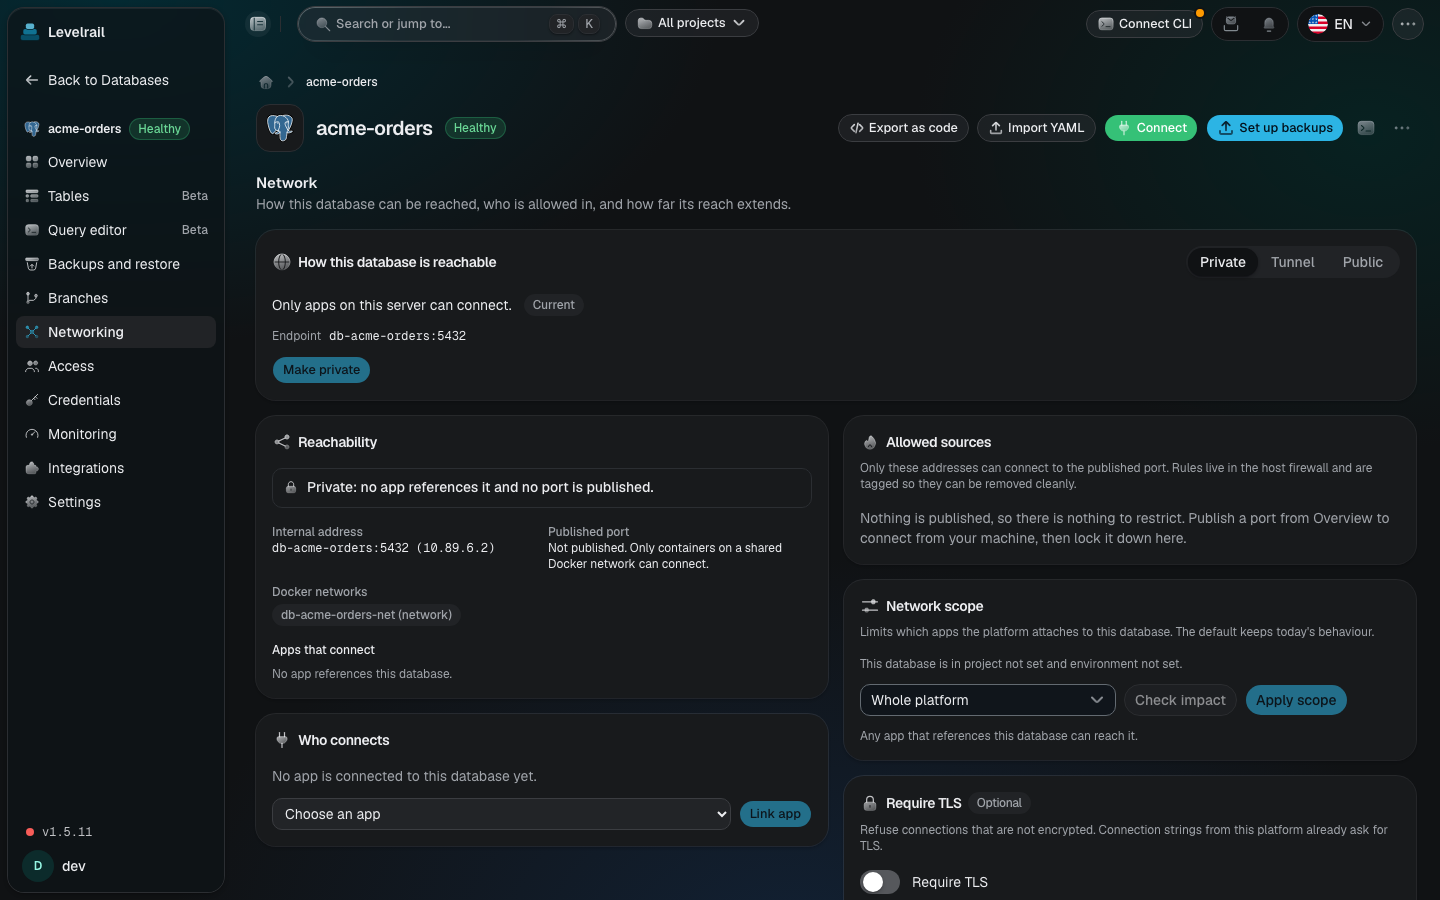 Levelrail
Search or jump to...
⌘ K
All projects
Connect CLI
EN
Back to Databases
acme-orders
Healthy
Overview
Tables Beta
Query editor Beta
Backups and restore
Branches
Networking
Access
Credentials
Monitoring
Integrations
Settings
v1.5.11
D dev
acme-orders
acme-orders Healthy
Export as code
Import YAML
Connect
Set up backups
Network
How this database can be reached, who is allowed in, and how far its reach extends.
How this database is reachable
Private Tunnel Public
Only apps on this server can connect. Current
Endpoint db-acme-orders:5432
Make private
Reachability
Private: no app references it and no port is published.
Internal address
db-acme-orders:5432 (10.89.6.2)
Published port
Not published. Only containers on a shared
Docker network can connect.
Docker networks
db-acme-orders-net (network)
Apps that connect
No app references this database.
Who connects
No app is connected to this database yet.
Choose an app
Link app
Allowed sources
Only these addresses can connect to the published port. Rules live in the host firewall and are
tagged so they can be removed cleanly.
Nothing is published, so there is nothing to restrict. Publish a port from Overview to
connect from your machine, then lock it down here.
Network scope
Limits which apps the platform attaches to this database. The default keeps today's behaviour.
This database is in project not set and environment not set.
Whole platform
Check impact
Apply scope
Any app that references this database can reach it.
Require TLS Optional
Refuse connections that are not encrypted. Connection strings from this platform already ask for
TLS.
Require TLS